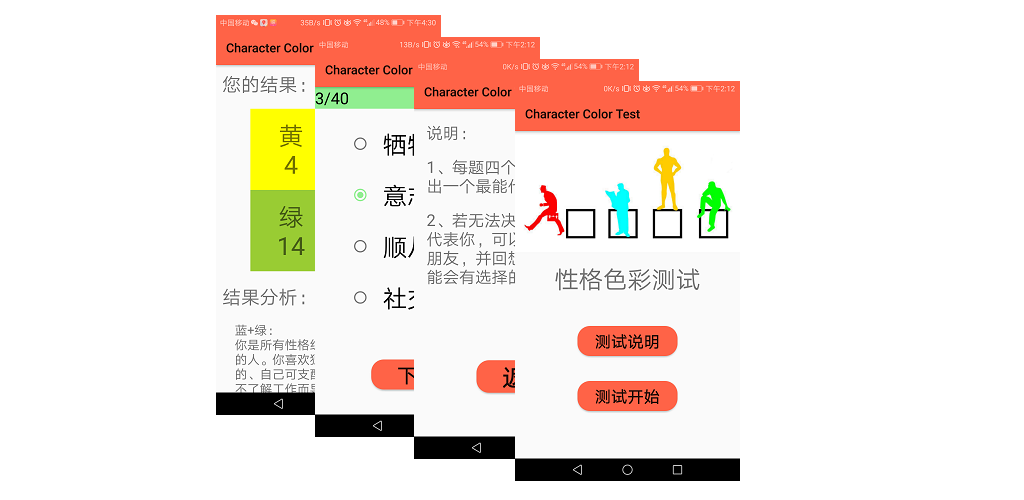 中国移动
35B/s
48%
下午4:30
Character Color
您的结果：
黄
4
绿
14
结果分析：
蓝+绿：
你是所有性格
的人。你喜欢
的、自己可支
不了解工作而
中国移动
13B/s
54%
下午2:12
Character Color
3/40
牺
意志
顺
社交
下
中国移动
0K/s
54%
下午2:12
Character Color
说明：
1、每题四个
出一个最能
2、若无法决
代表你，可以
朋友，并回想
能会有选择的
返
中国移动
0K/s
54%
下午2:12
Character Color Test
性格色彩测试
测试说明
测试开始